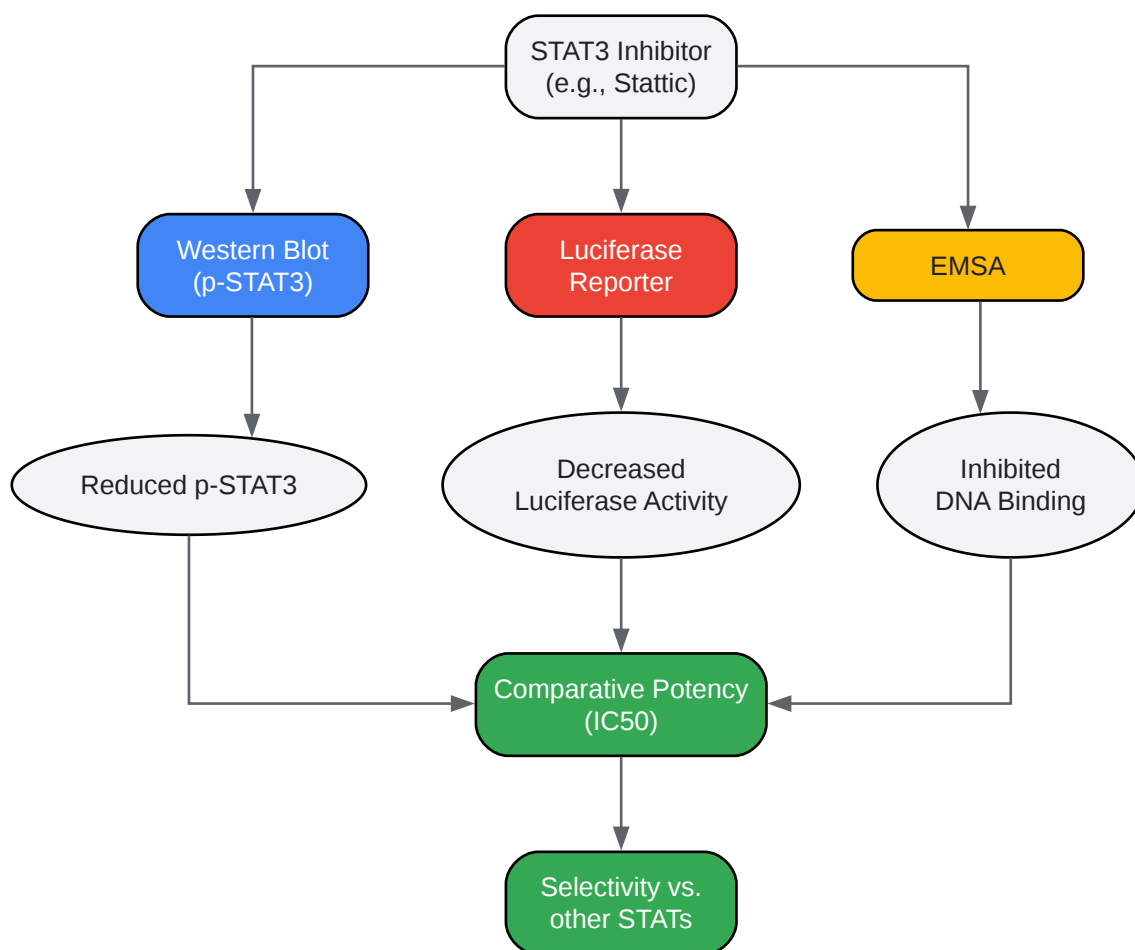 STAT3 Inhibitor
(e.g., Stattic)
Western Blot
(p-STAT3)
Luciferase
Reporter
EMSA
Reduced p-STAT3
Decreased
Luciferase Activity
Inhibited
DNA Binding
Comparative Potency
(IC50)
Selectivity vs.
other STATs